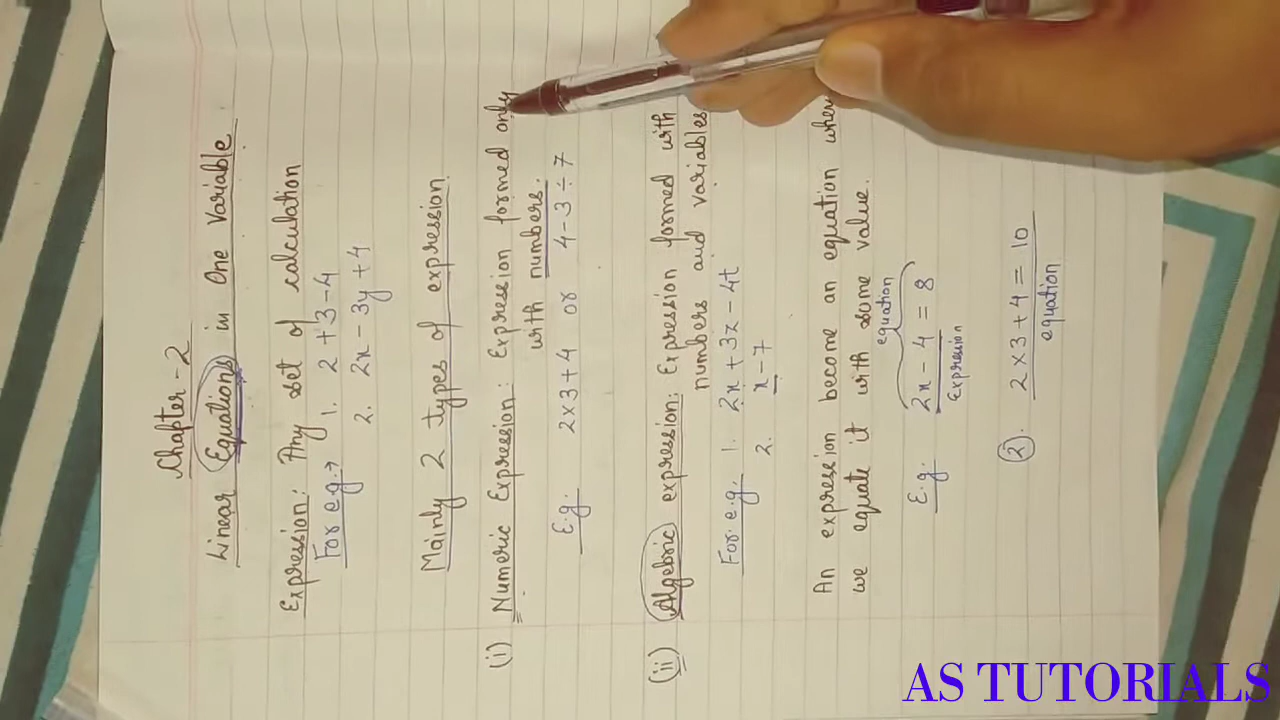 Chapter - 2
Linear Equations in One Variable
Expression: Any set of calculation
For e.g.→ 1. 2 + 3 - 4
2. 2x - 3y + 4
Mainly 2 types of expression.
(i) Numeric Expression: Expression formed only
with numbers.
E.g. 2 x 3 + 4 or 4 - 3 ÷ 7
(ii) Algebric expression: Expression formed with
numbers and variables
For e.g. 1. 2x + 3z - 4t
2. x - 7
An expression become an equation when
we equate it with some value.
equation
E.g. 2x - 4 = 8
Expression
(2). 2 x 3 + 4 = 10
equation
AS TUTORIALS